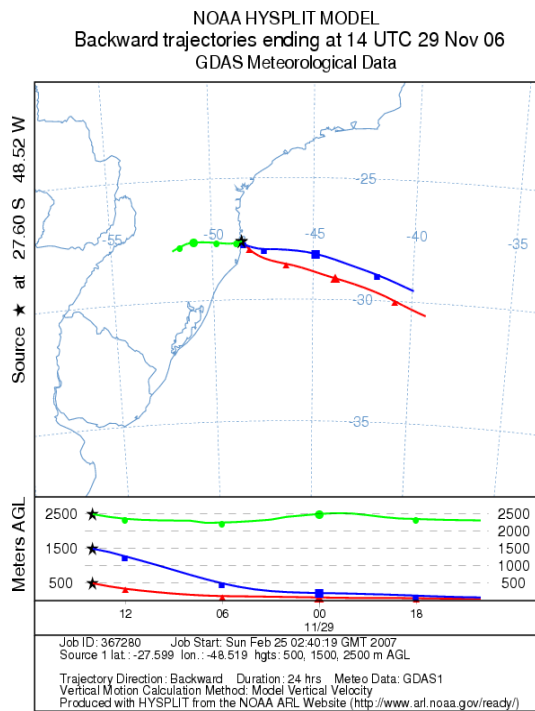 NOAA HYSPLIT MODEL
Backward trajectories ending at 14 UTC 29 Nov 06
GDAS Meteorological Data
Source ★ at 27.60 S 48.52 W
-25
-55 -50 -45 -40 -35
-30
-35
Meters AGL
2500 2500
2000
1500 1500
1000
500 500
12 06 00 18
11/29
Job ID: 367280 Job Start: Sun Feb 25 02:40:19 GMT 2007
Source 1 lat.: -27.599 lon.: -48.519 hgts: 500, 1500, 2500 m AGL
Trajectory Direction: Backward Duration: 24 hrs Meteo Data: GDAS1
Vertical Motion Calculation Method: Model Vertical Velocity
Produced with HYSPLIT from the NOAA ARL Website (http://www.arl.noaa.gov/ready/)